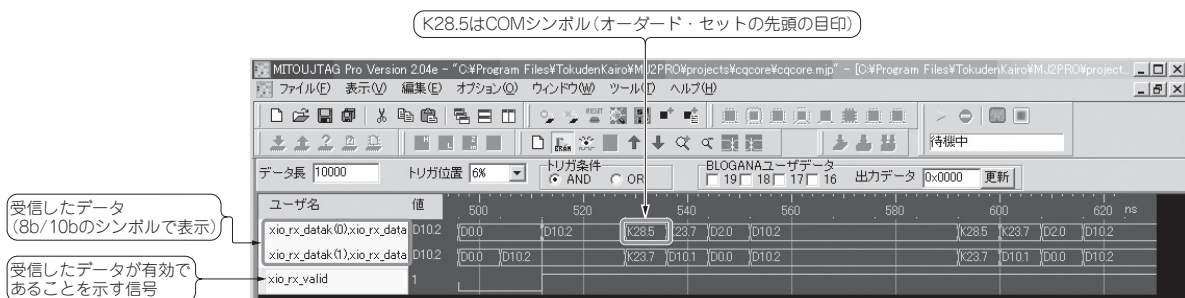 K28.5はCOMシンボル(オーダード・セットの先頭の目印)
MITOUJTAG Pro Version 2.04e - "C:¥Program Files¥TokudenKairo¥MJ2PRO¥projects¥cqcore¥cqcore.mjp" - [C:¥Program Files¥TokudenKairo¥MJ2PRO¥project...
ファイル(F) 表示(V) 編集(E) オプション(O) ウィンドウ(W) ツール(T) ヘルプ(H)
待機中
データ長 10000 トリガ位置 6% トリガ条件 AND OR BLOGANAユーザデータ 19 18 17 16 出力データ 0x0000 更新
ユーザ名 値 500 520 540 560 580 600 620 ns
受信したデータ
(8b/10bのシンボルで表示)
xio_rx_datak(0),xio_rx_data D10.2 D0.0 D10.2 K28.5 K23.7 D2.0 D10.2 K28.5 K23.7 D2.0 D10.2
xio_rx_datak(1),xio_rx_data D10.2 D0.0 D10.2 K23.7 D10.1 D0.0 D10.2 K23.7 D10.1 D0.0 D10.2
受信したデータが有効で
あることを示す信号
xio_rx_valid 1